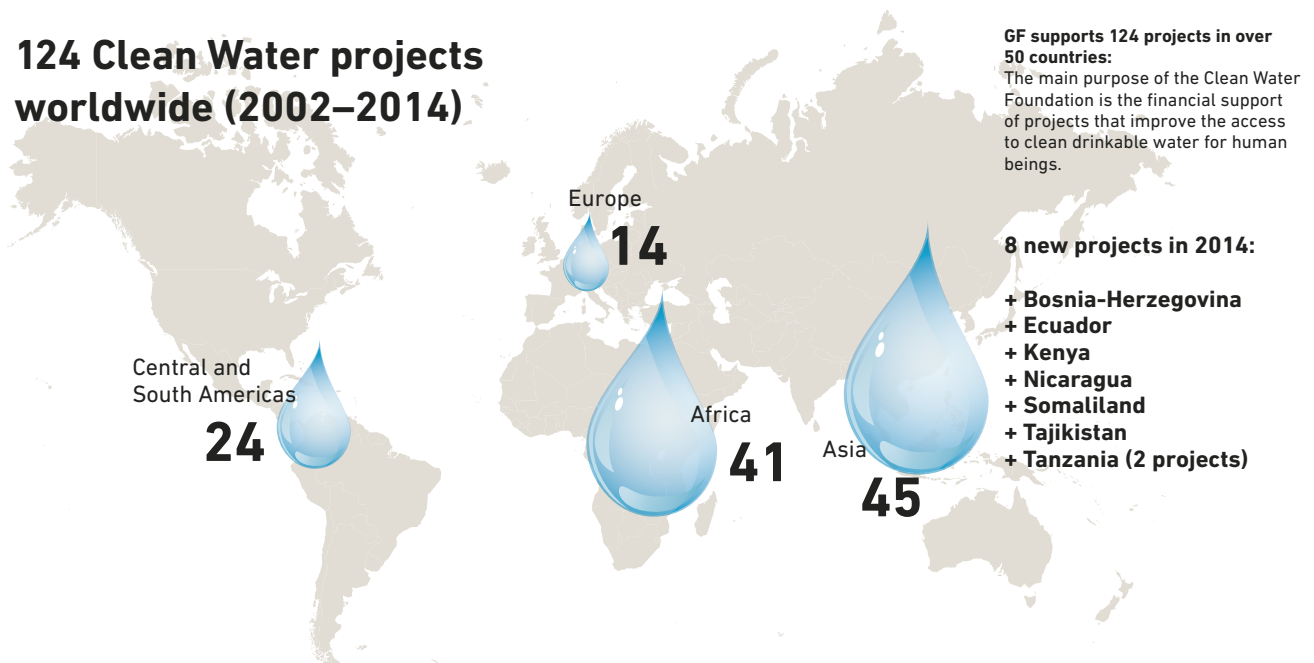 124 Clean Water projects
worldwide (2002–2014)
GF supports 124 projects in over
50 countries:
The main purpose of the Clean Water
Foundation is the financial support
of projects that improve the access
to clean drinkable water for human
beings.
Europe
14
8 new projects in 2014:
+ Bosnia-Herzegovina
+ Ecuador
+ Kenya
+ Nicaragua
+ Somaliland
+ Tajikistan
+ Tanzania (2 projects)
Central and
South Americas
24
Africa
41
Asia
45